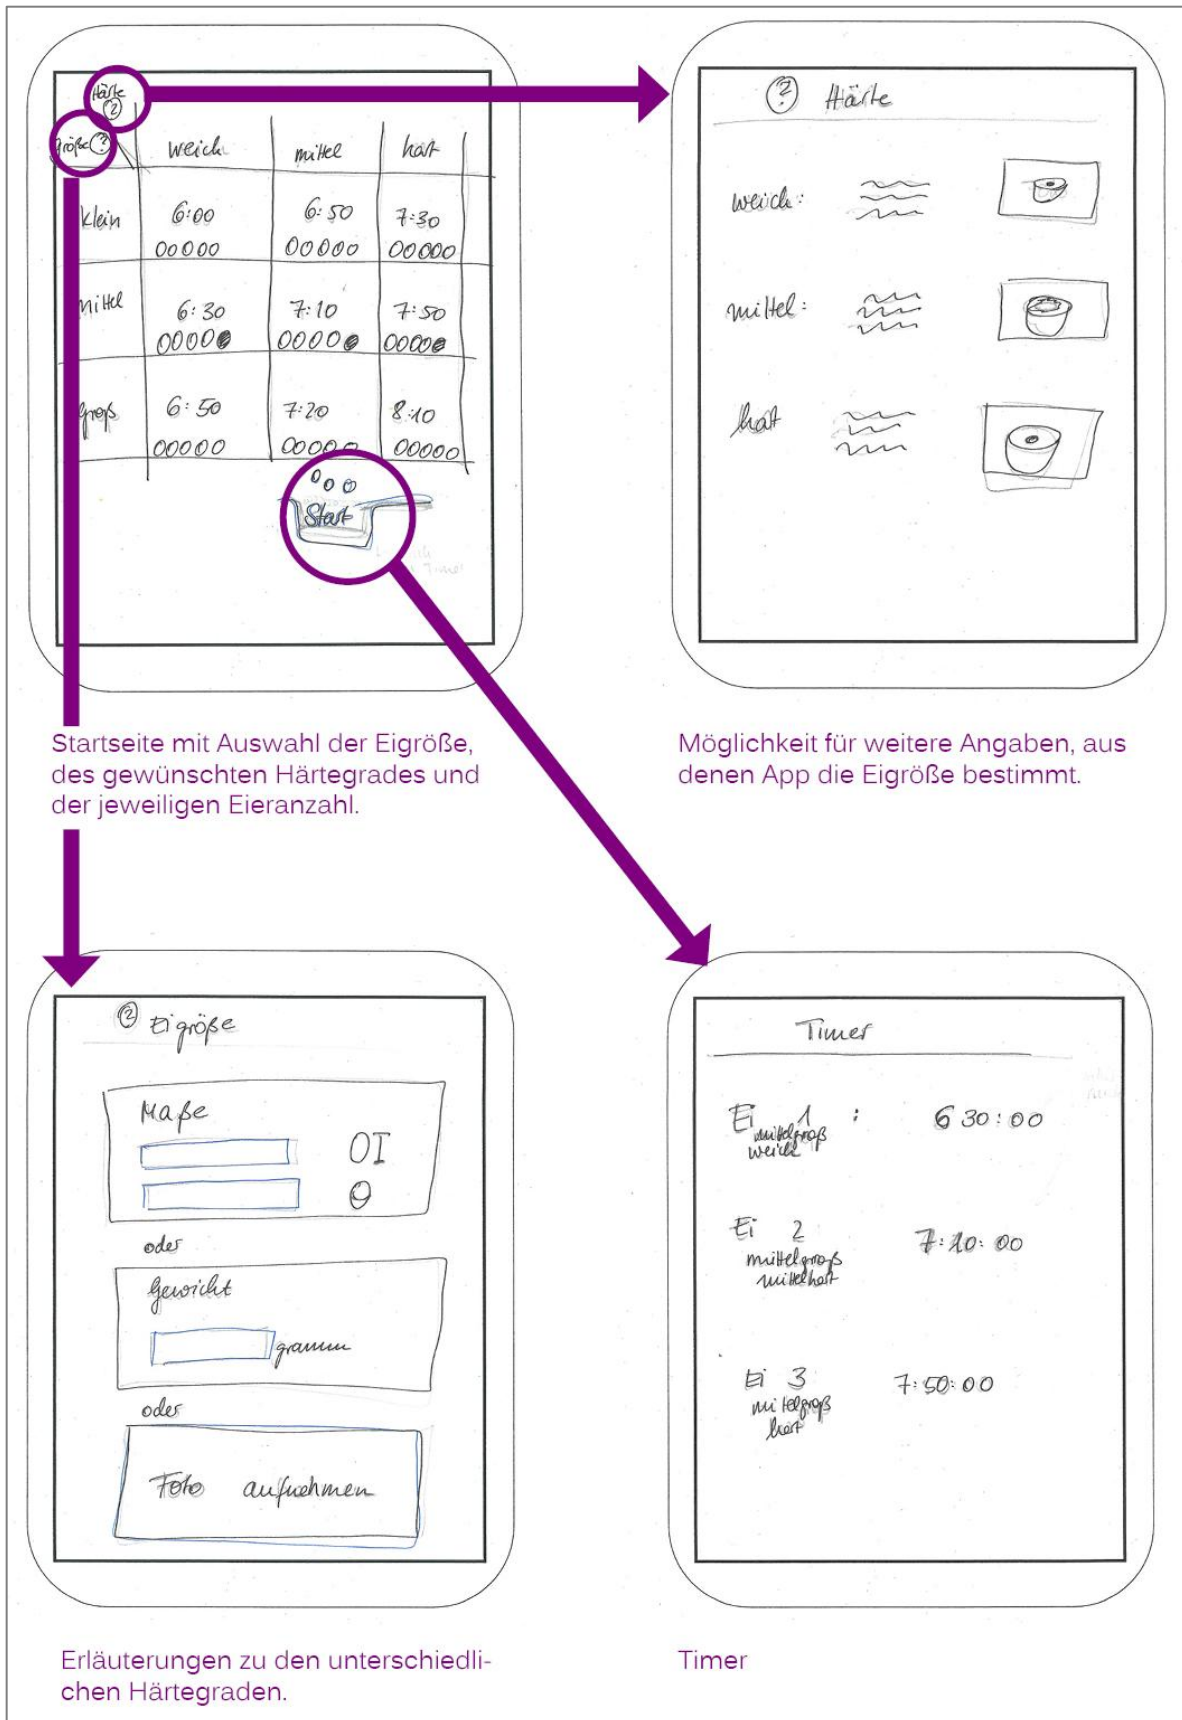 Härte
?
größe ?
weich mittel hart
klein 6:00 6:50 7:30
mittel 6:30 7:10 7:50
groß 6:50 7:20 8:10
Start
Startseite mit Auswahl der Eigröße,
des gewünschten Härtegrades und
der jeweiligen Eieranzahl.
? Härte
weich:
mittel:
hart
Möglichkeit für weitere Angaben, aus
denen App die Eigröße bestimmt.
? Eigröße
Maße
oder
Gewicht
gramm
oder
Foto aufnehmen
Erläuterungen zu den unterschiedli-
chen Härtegraden.
Timer
Ei 1 : 6 30:00
mittelgroß
weich
Ei 2 7:10:00
mittelgroß
mittelhart
Ei 3 7:50:00
mittelgroß
hart
Timer